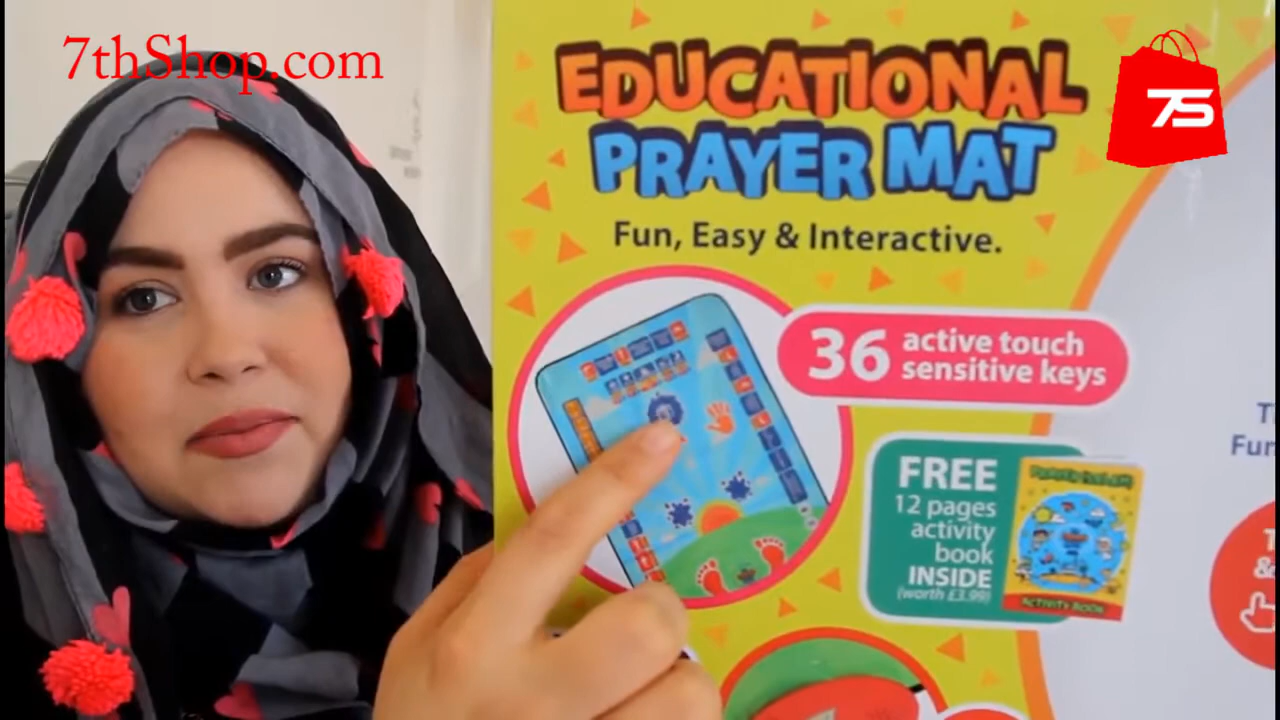 7thShop.com
7S
EDUCATIONAL
PRAYER MAT
Fun, Easy & Interactive.
36 active touch
sensitive keys
FREE
12 pages
activity
book
INSIDE
(worth £3.99)
ACTIVITY BOOK
Fun
&